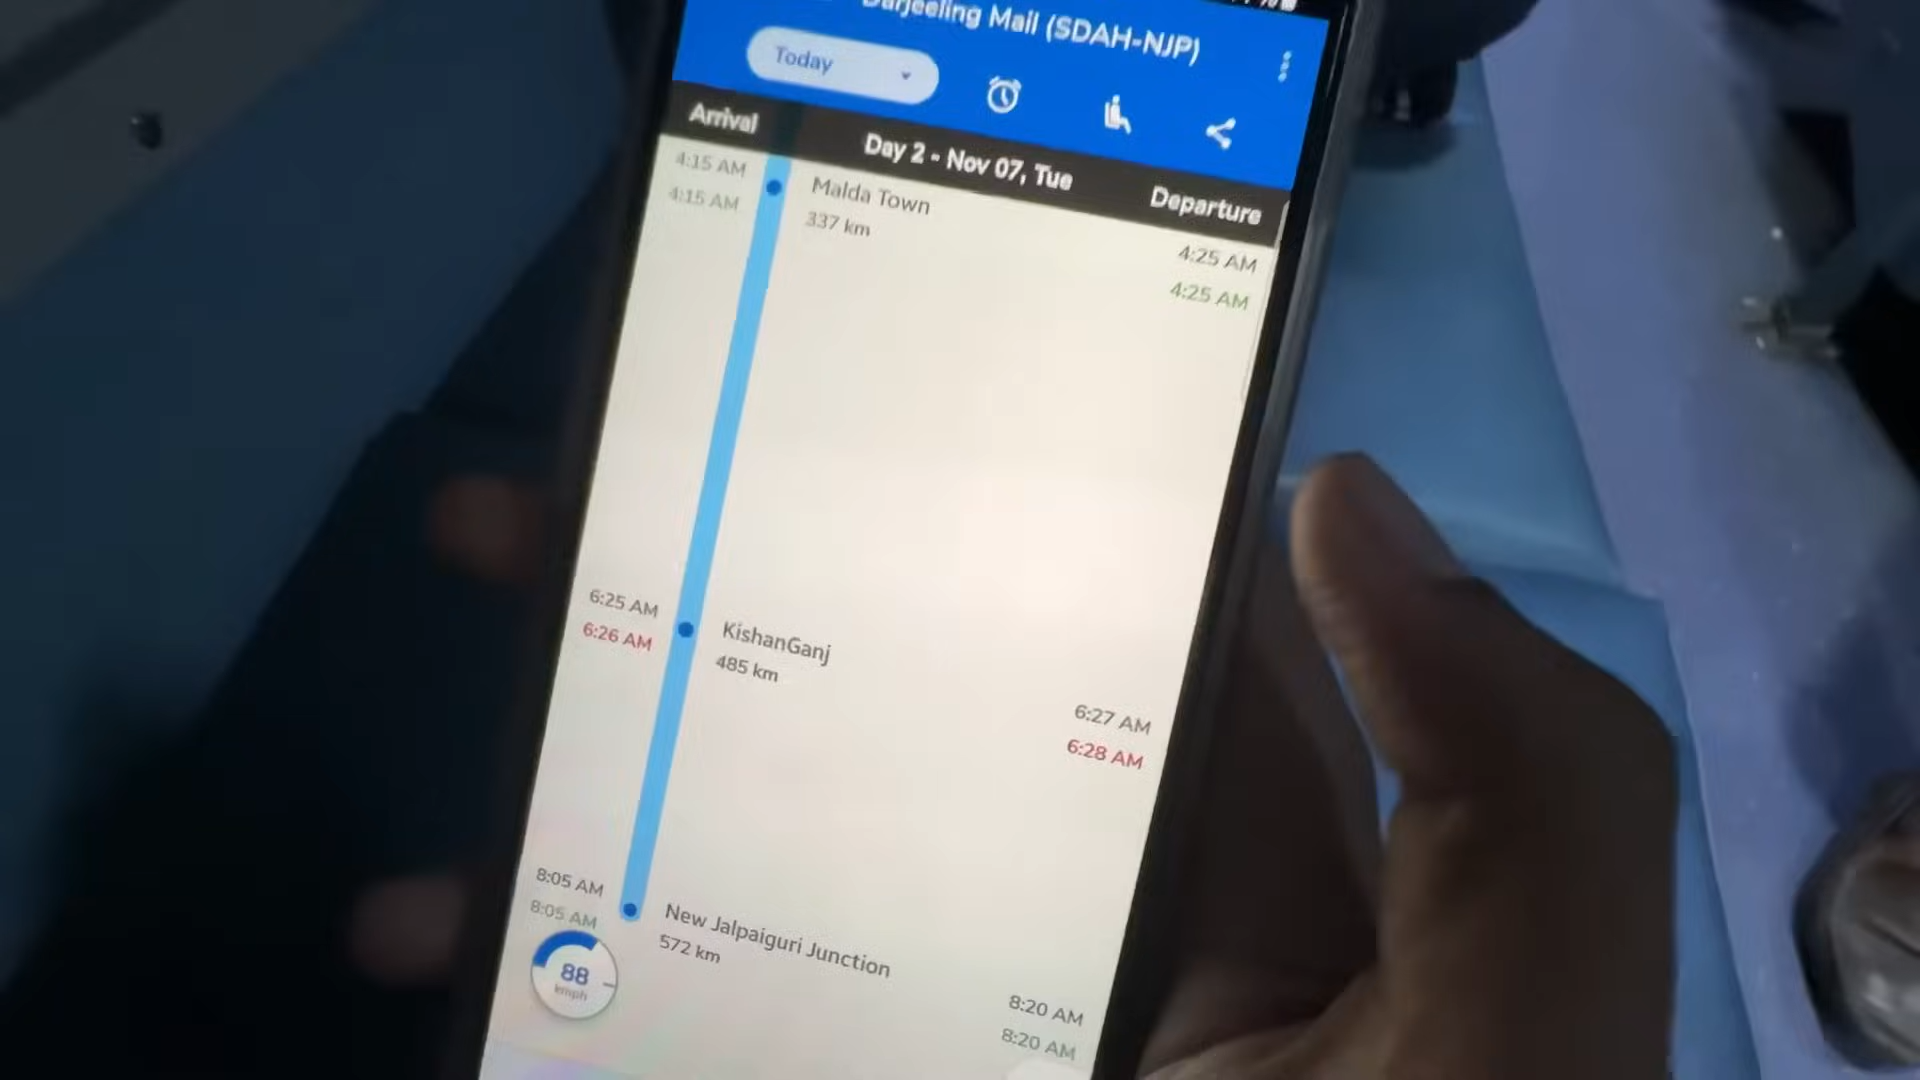 Darjeeling Mail (SDAH-NJP)
Today
Arrival
Day 2 - Nov 07, Tue
Departure
4:15 AM
4:15 AM
Malda Town
337 km
4:25 AM
4:25 AM
6:25 AM
6:26 AM
KishanGanj
485 km
6:27 AM
6:28 AM
8:05 AM
8:05 AM
New Jalpaiguri Junction
572 km
88
kmph
8:20 AM
8:20 AM